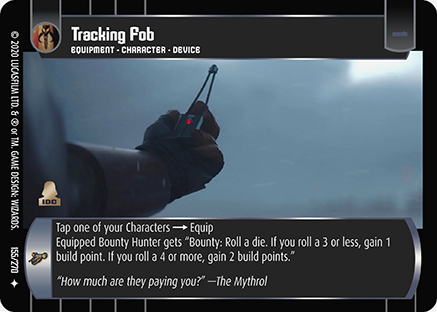 Tracking Fob
EQUIPMENT - CHARACTER - DEVICE
© 2020 LUCASFILM LTD. & ® or TM. GAME DESIGN: WIZARDS.
IDC
155/270
Tap one of your Characters → Equip
Equipped Bounty Hunter gets “Bounty: Roll a die. If you roll a 3 or less, gain 1
build point. If you roll a 4 or more, gain 2 build points.”
“How much are they paying you?” —The Mythrol